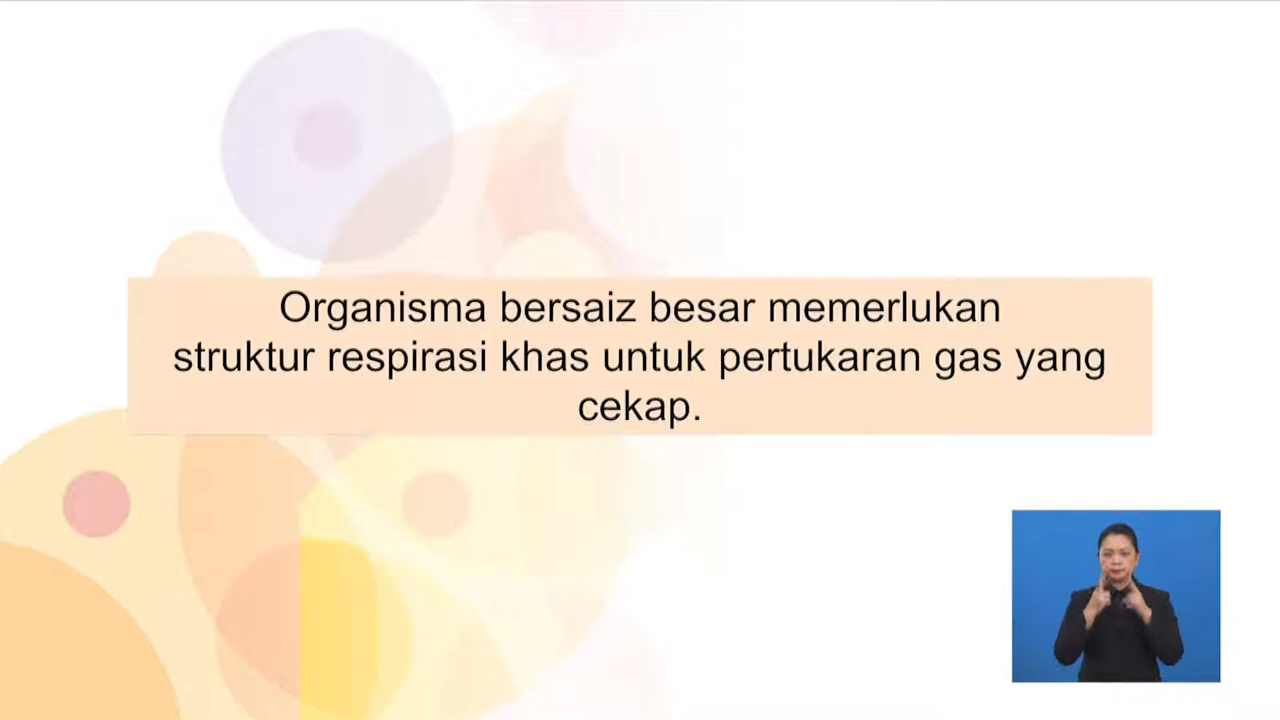 Organisma bersaiz besar memerlukan
struktur respirasi khas untuk pertukaran gas yang
cekap.